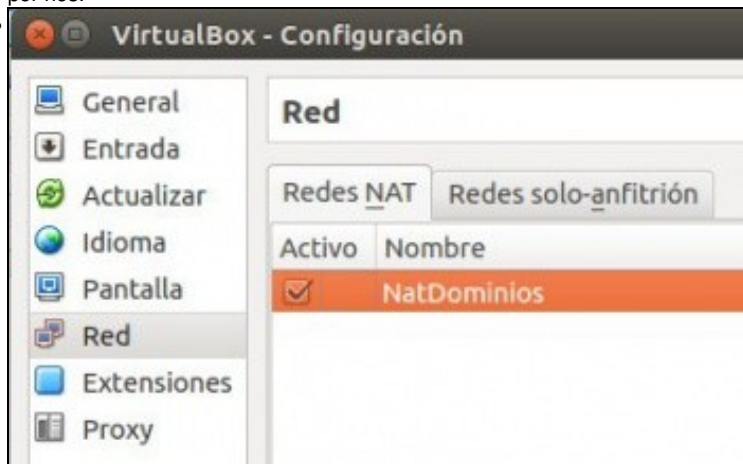 VirtualBox - Configuración
General
Entrada
Actualizar
Idioma
Pantalla
Red
Extensiones
Proxy
Red
Redes NAT Redes solo-anfitrión
Activo Nombre
NatDominios